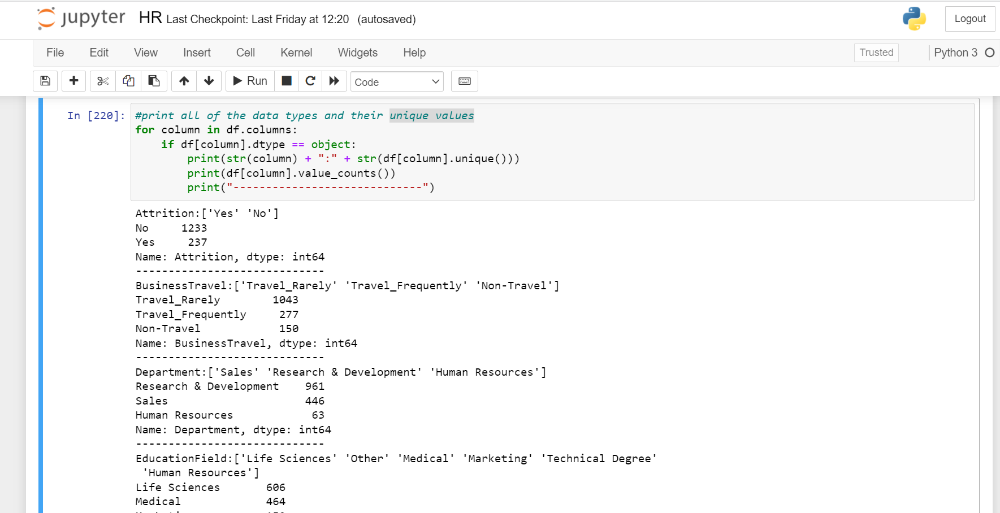 jupyter HR Last Checkpoint: Last Friday at 12:20 (autosaved)
Logout
File Edit View Insert Cell Kernel Widgets Help
Trusted
Python 3
Run
Code
In [220]:
#print all of the data types and their unique values
for column in df.columns:
    if df[column].dtype == object:
        print(str(column) + ":" + str(df[column].unique()))
        print(df[column].value_counts())
        print("-----------------------------")
Attrition:['Yes' 'No']
No     1233
Yes     237
Name: Attrition, dtype: int64
-----------------------------
BusinessTravel:['Travel_Rarely' 'Travel_Frequently' 'Non-Travel']
Travel_Rarely        1043
Travel_Frequently     277
Non-Travel            150
Name: BusinessTravel, dtype: int64
-----------------------------
Department:['Sales' 'Research & Development' 'Human Resources']
Research & Development    961
Sales                     446
Human Resources            63
Name: Department, dtype: int64
-----------------------------
EducationField:['Life Sciences' 'Other' 'Medical' 'Marketing' 'Technical Degree'
 'Human Resources']
Life Sciences       606
Medical             464